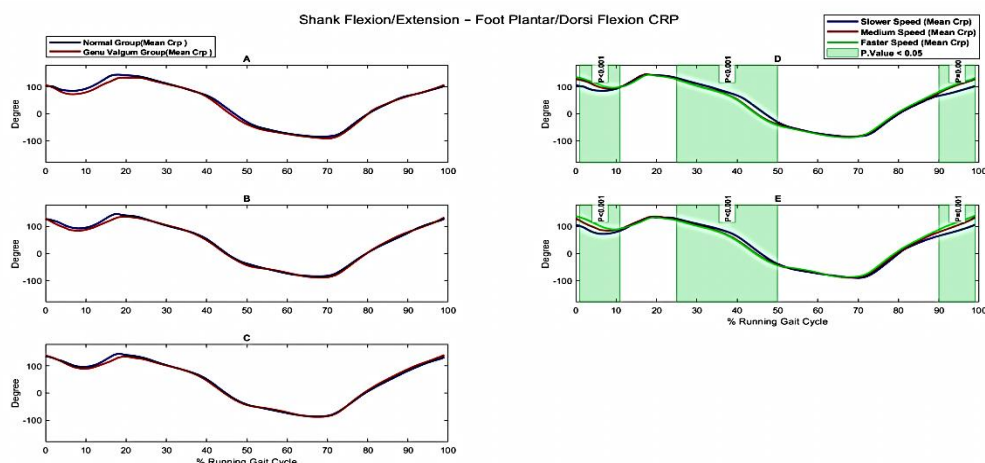 Shank Flexion/Extension – Foot Plantar/Dorsi Flexion CRP
Normal Group(Mean Crp )
Genu Valgum Group(Mean Crp )
Slower Speed (Mean Crp)
Medium Speed (Mean Crp)
Faster Speed (Mean Crp)
P.Value < 0.05
A
Degree
100
0
-100
0 10 20 30 40 50 60 70 80 90 100
B
Degree
100
0
-100
0 10 20 30 40 50 60 70 80 90 100
C
Degree
100
0
-100
0 10 20 30 40 50 60 70 80 90 100
% Running Gait Cycle
D
P<0.001
P<0.001
P=0.00
Degree
100
0
-100
0 10 20 30 40 50 60 70 80 90 100
E
P<0.001
P<0.001
P=0.001
Degree
100
0
-100
0 10 20 30 40 50 60 70 80 90 100
% Running Gait Cycle